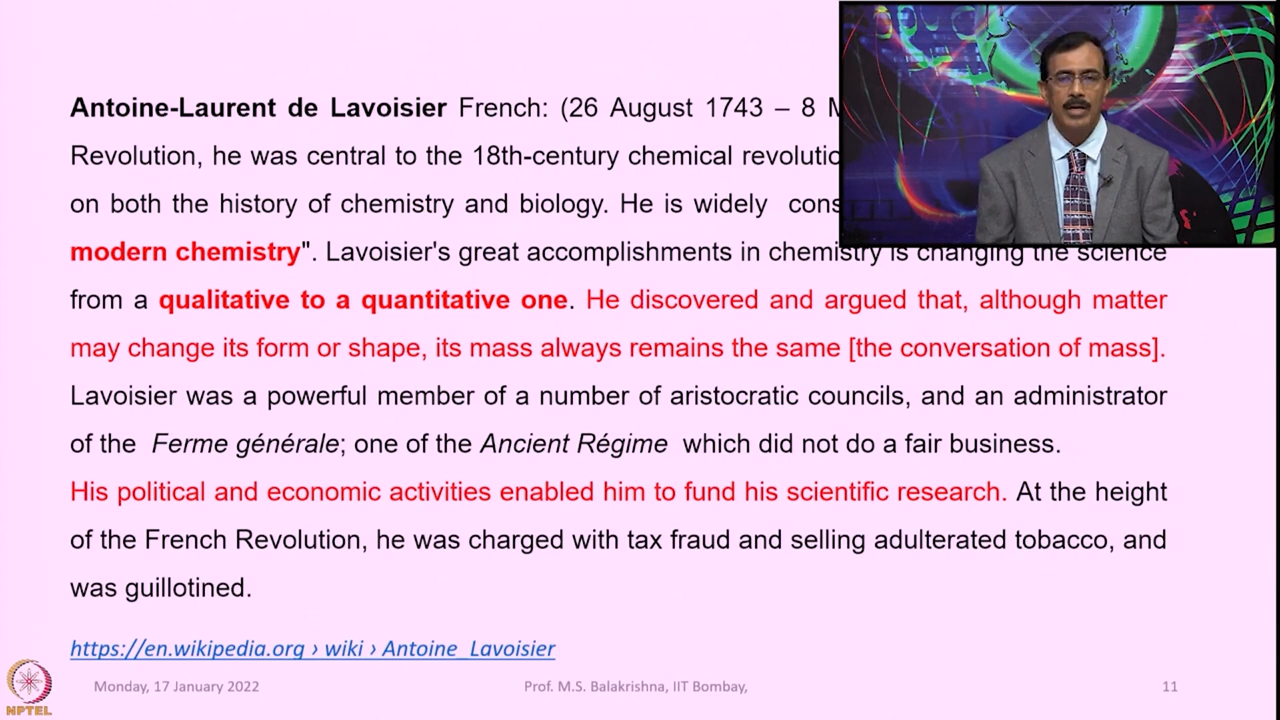 Antoine-Laurent de Lavoisier French: (26 August 1743 – 8
Revolution, he was central to the 18th-century chemical
on both the history of chemistry and biology. He is widely
modern chemistry". Lavoisier's great accomplishments in chemistry is changing the science
from a qualitative to a quantitative one. He discovered and argued that, although matter
may change its form or shape, its mass always remains the same [the conversation of mass].
Lavoisier was a powerful member of a number of aristocratic councils, and an administrator
of the Ferme générale; one of the Ancient Régime which did not do a fair business.
His political and economic activities enabled him to fund his scientific research. At the height
of the French Revolution, he was charged with tax fraud and selling adulterated tobacco, and
was guillotined.
https://en.wikipedia.org › wiki › Antoine_Lavoisier
Monday, 17 January 2022
Prof. M.S. Balakrishna, IIT Bombay,
11
NPTEL